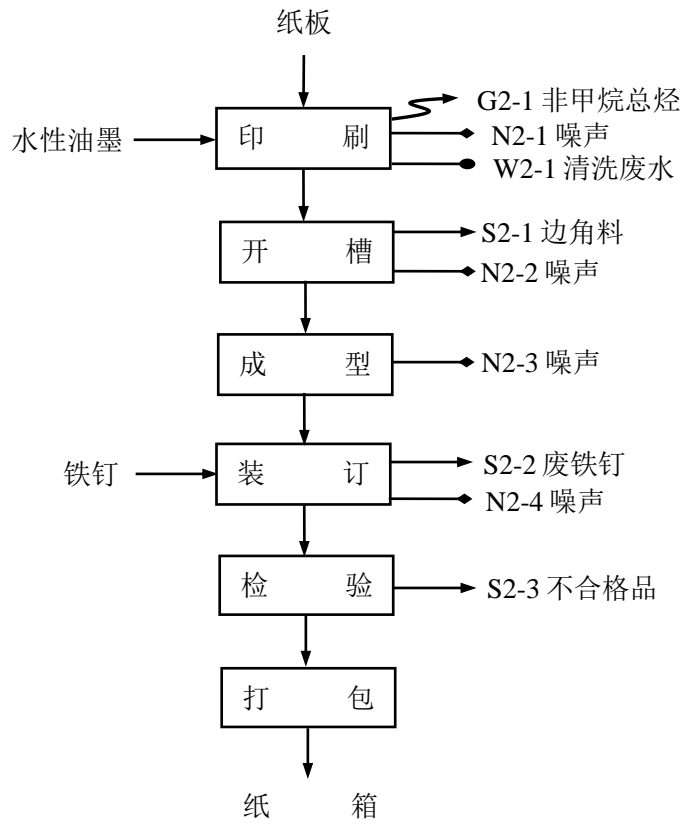 纸板
G2-1 非甲烷总烃
水性油墨
印 刷
N2-1 噪声
W2-1 清洗废水
开 槽
S2-1 边角料
N2-2 噪声
成 型
N2-3 噪声
铁钉
装 订
S2-2 废铁钉
N2-4 噪声
检 验
S2-3 不合格品
打 包
纸 箱